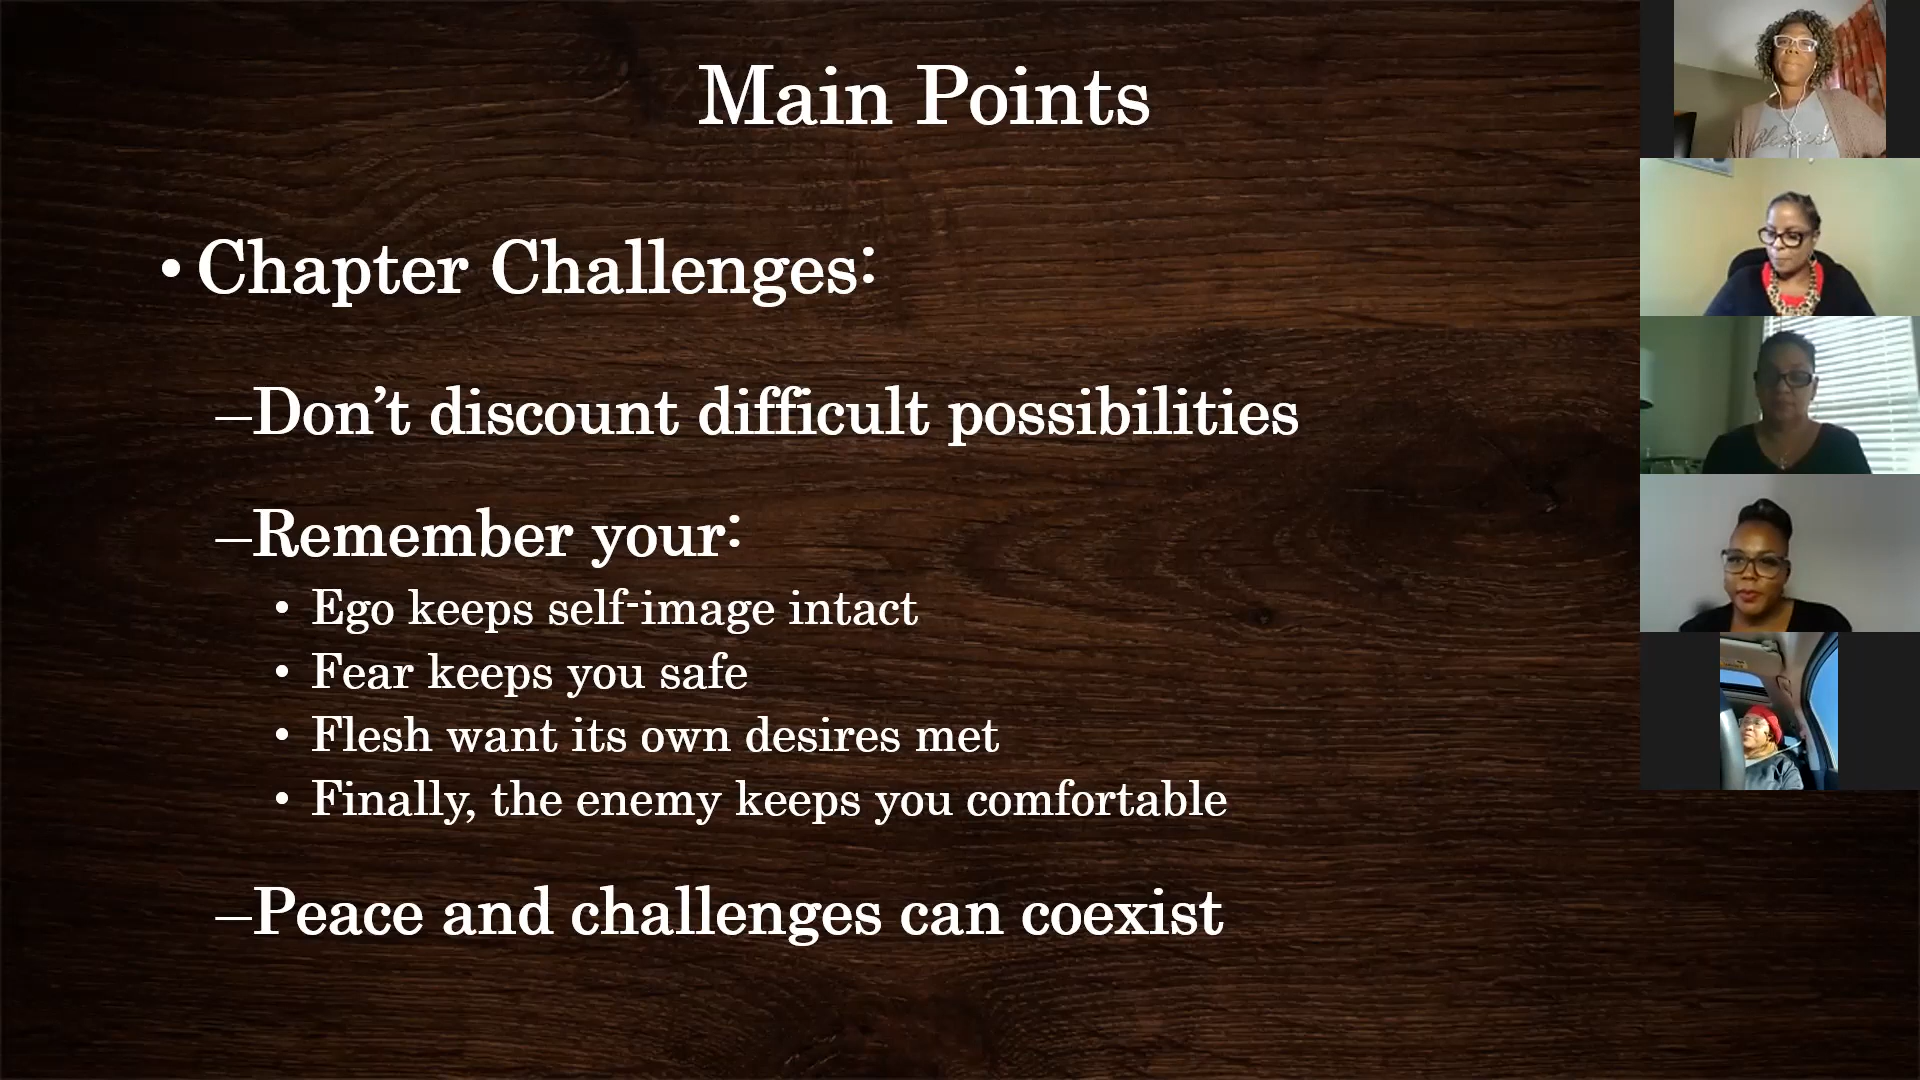 Main Points
• Chapter Challenges:
–Don’t discount difficult possibilities
–Remember your:
• Ego keeps self-image intact
• Fear keeps you safe
• Flesh want its own desires met
• Finally, the enemy keeps you comfortable
–Peace and challenges can coexist
Blessed